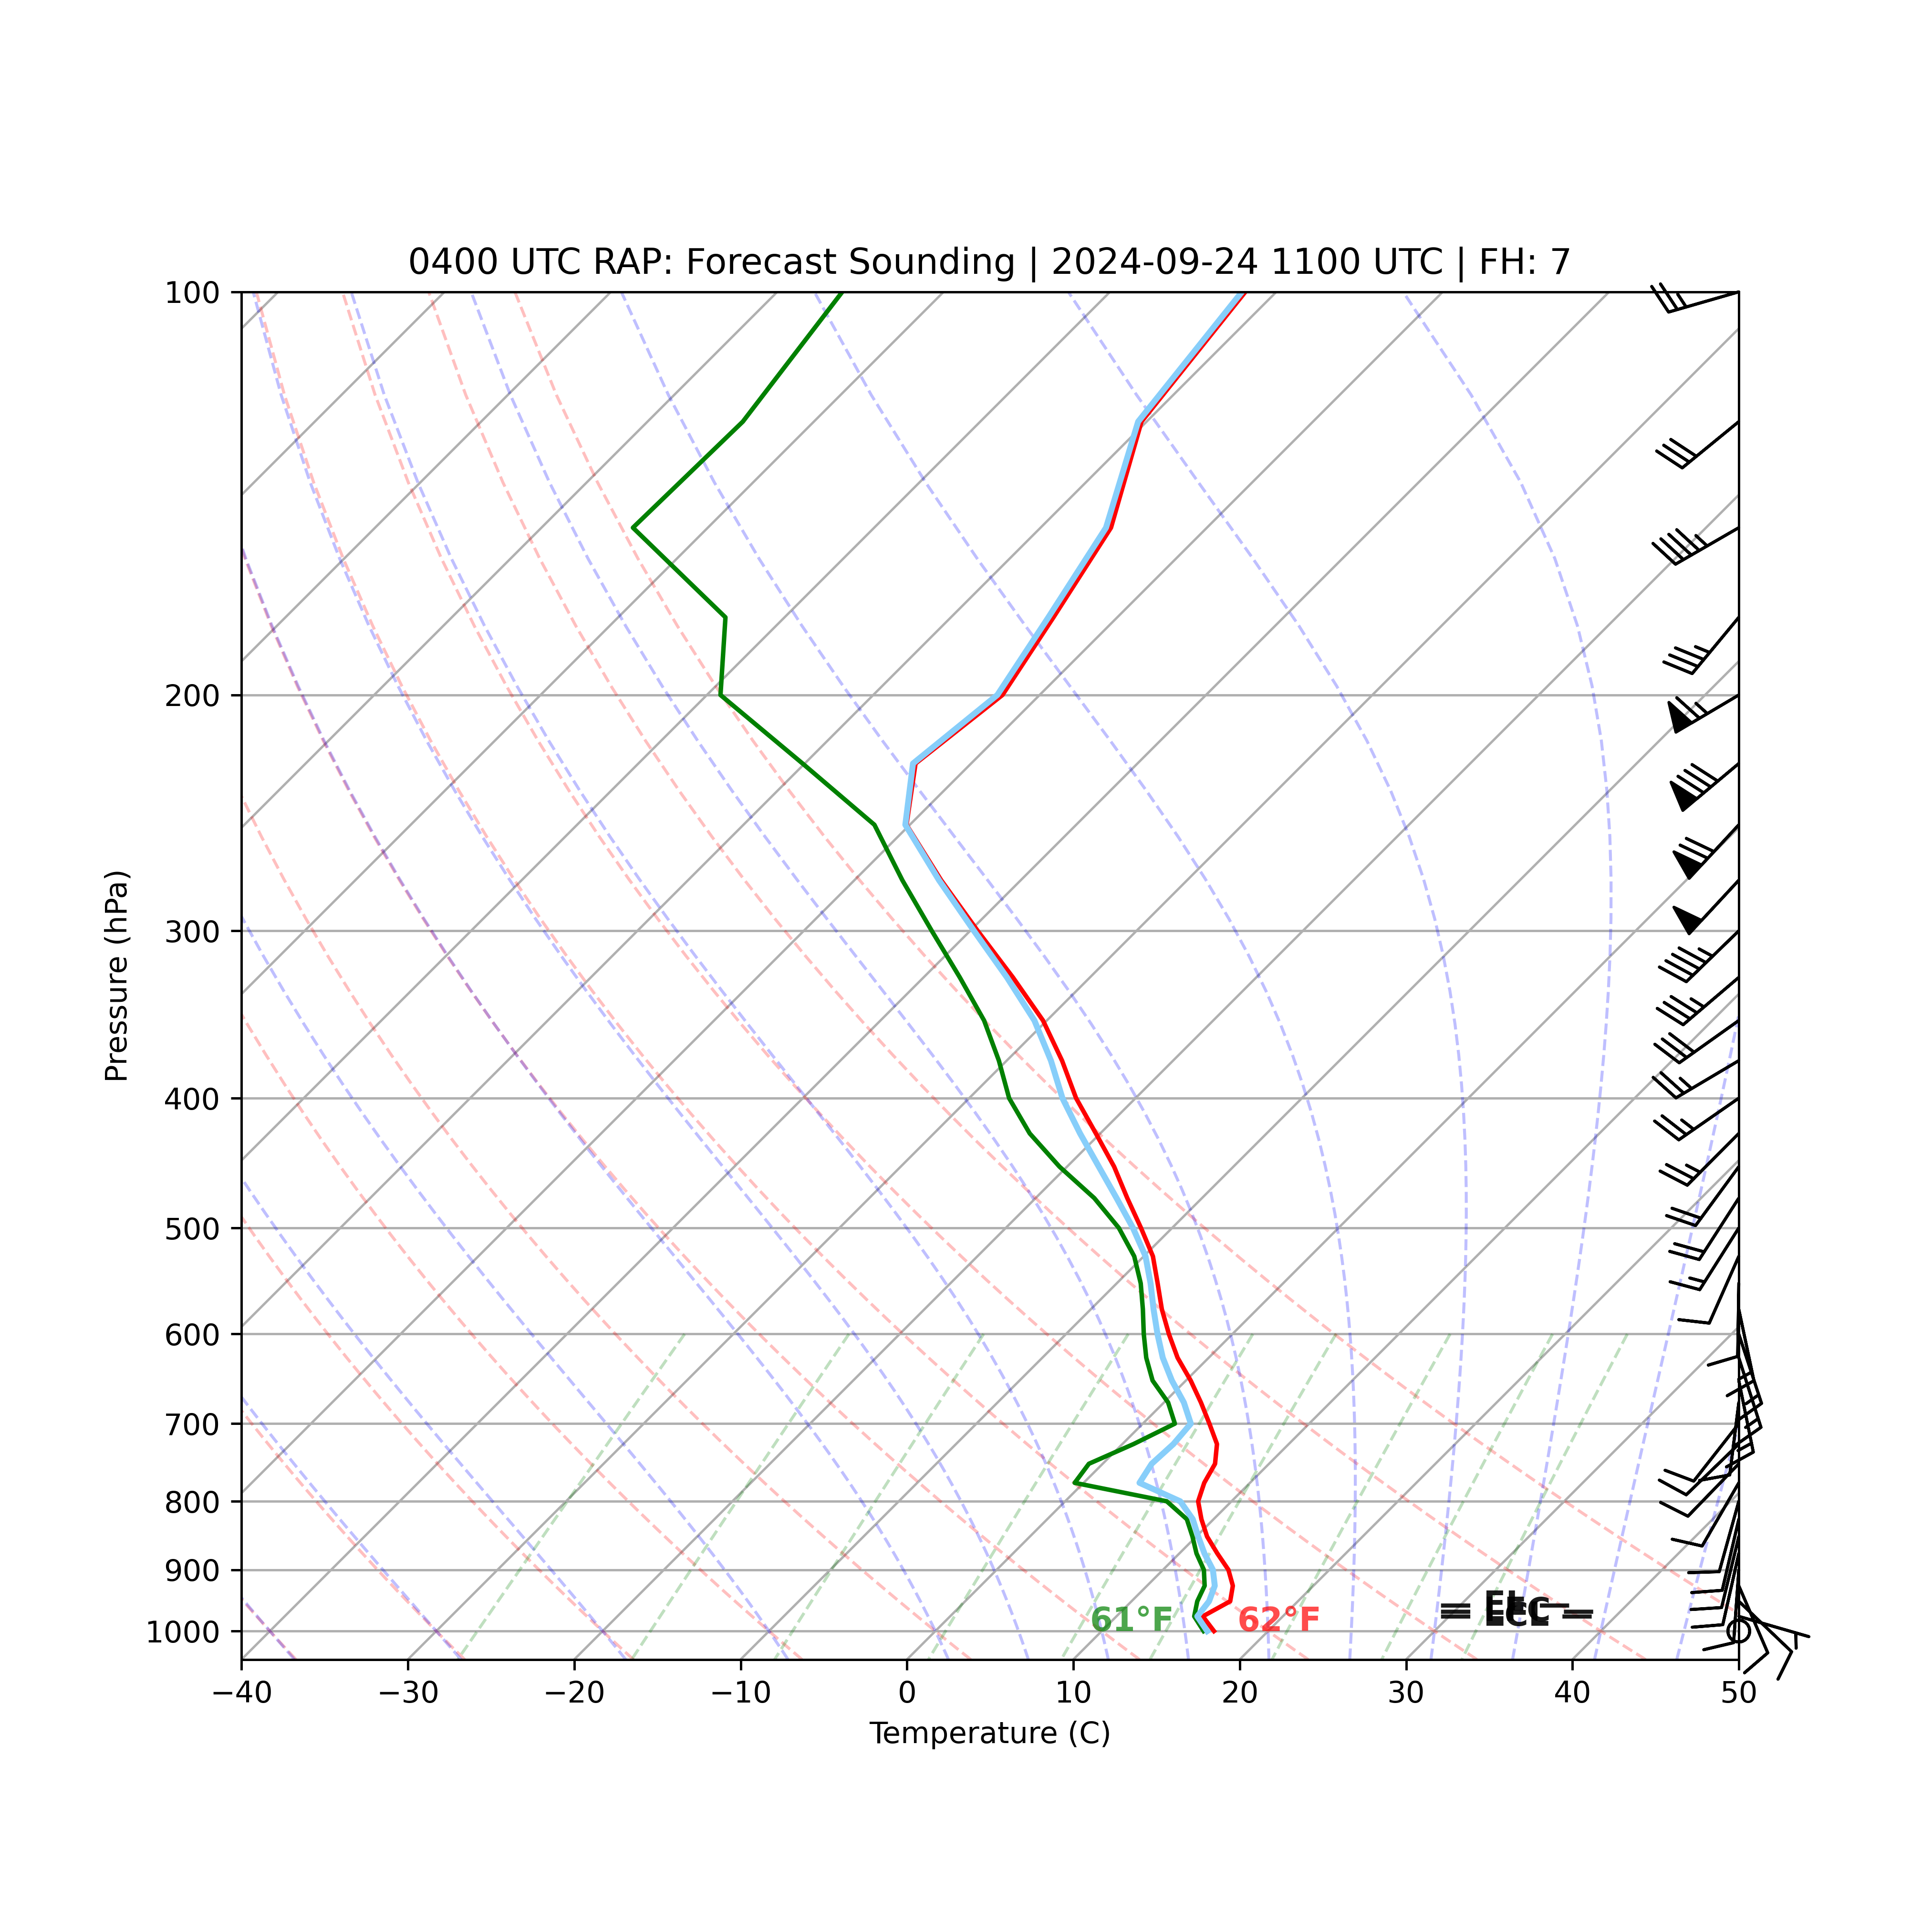 0400 UTC RAP: Forecast Sounding | 2024-09-24 1100 UTC | FH: 7
100
200
300
400
500
600
700
800
900
1000
Pressure (hPa)
61°F 62°F
−40 −30 −20 −10 0 10 20 30 40 50
Temperature (C)